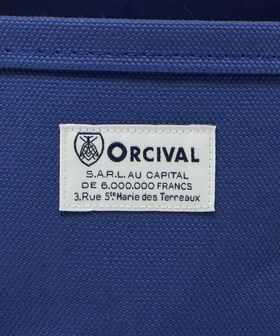 ORCIVAL
S.A.R.L. AU CAPITAL
DE 6.000.000 FRANCS
3,Rue Ste Marie des Terreaux